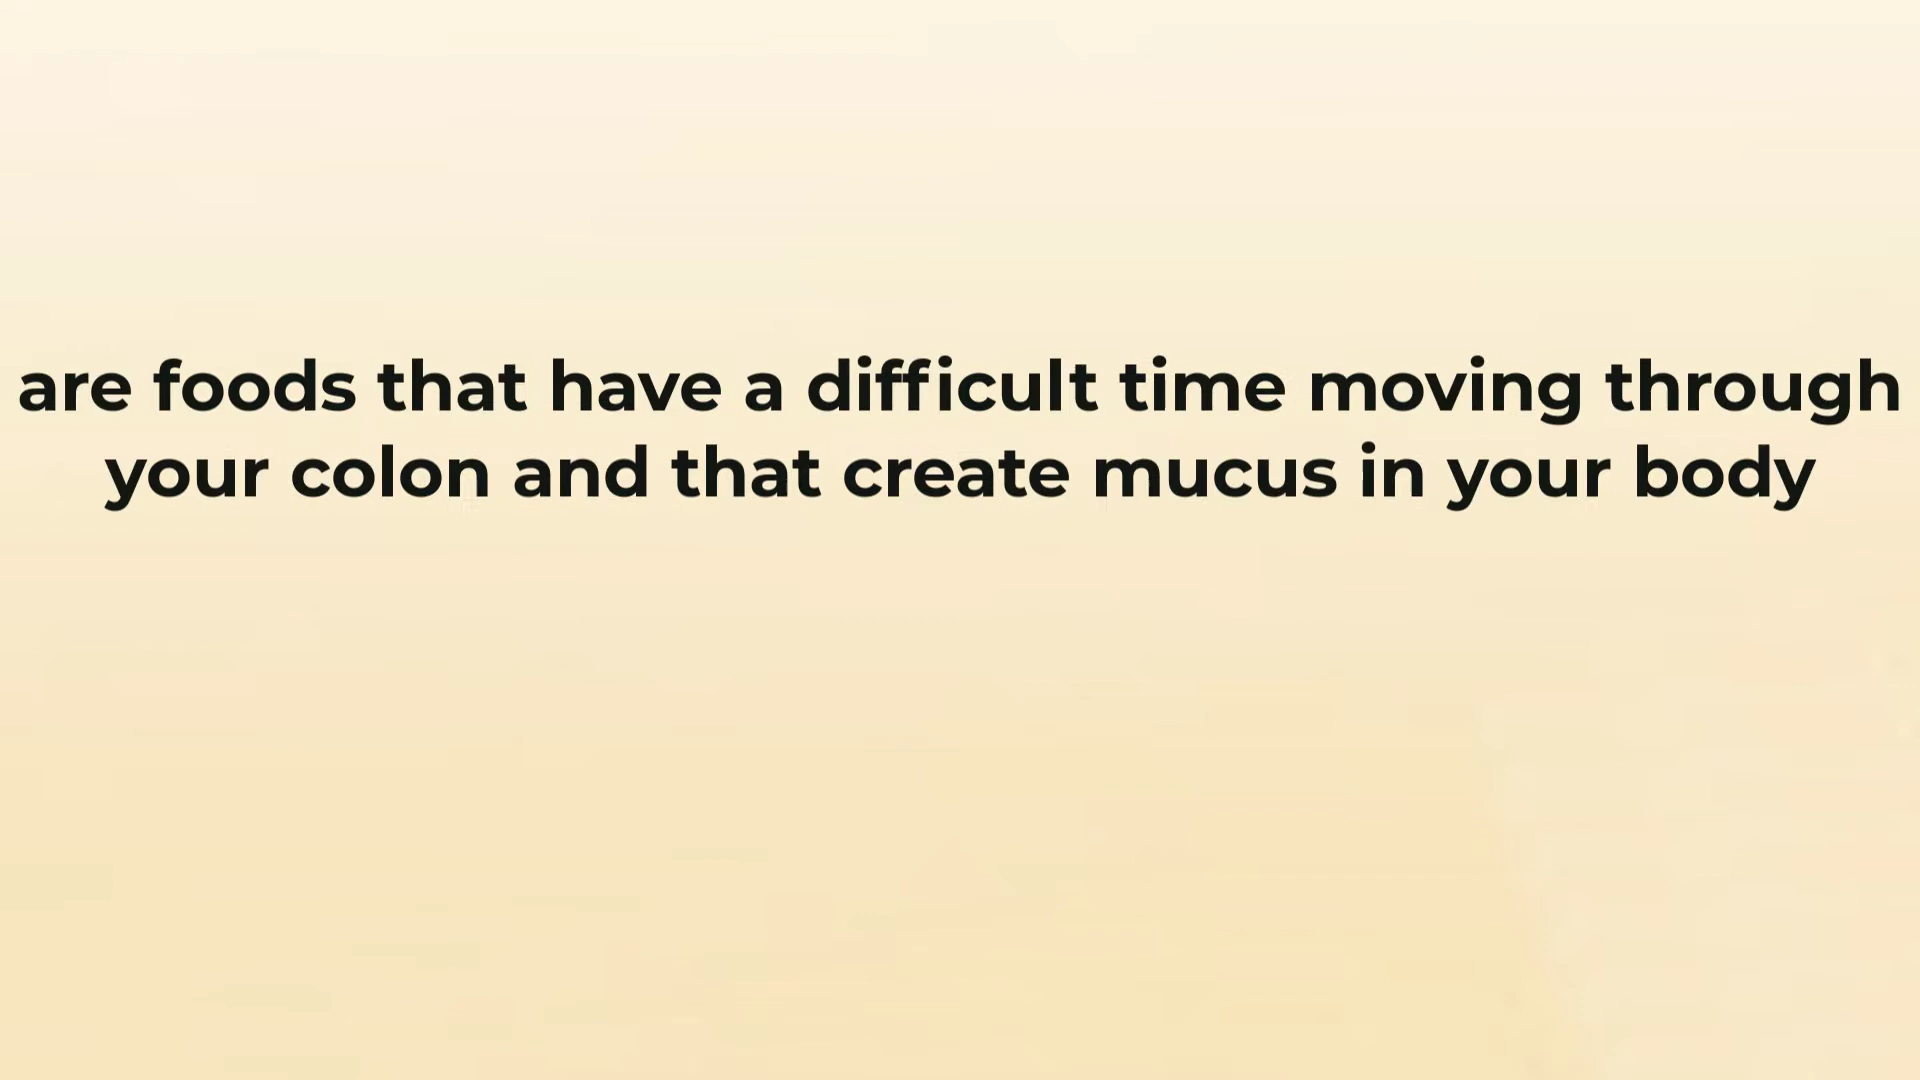 are foods that have a difficult time moving through
your colon and that create mucus in your body